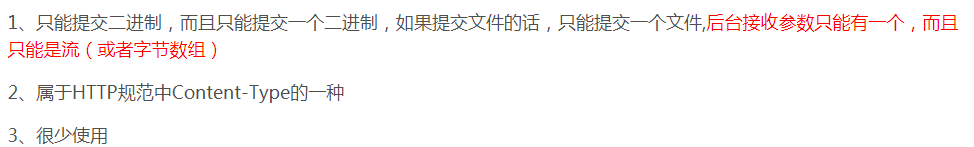 1、只能提交二进制，而且只能提交一个二进制，如果提交文件的话，只能提交一个文件,后台接收参数只能有一个，而且
只能是流（或者字节数组）
2、属于HTTP规范中Content-Type的一种
3、很少使用